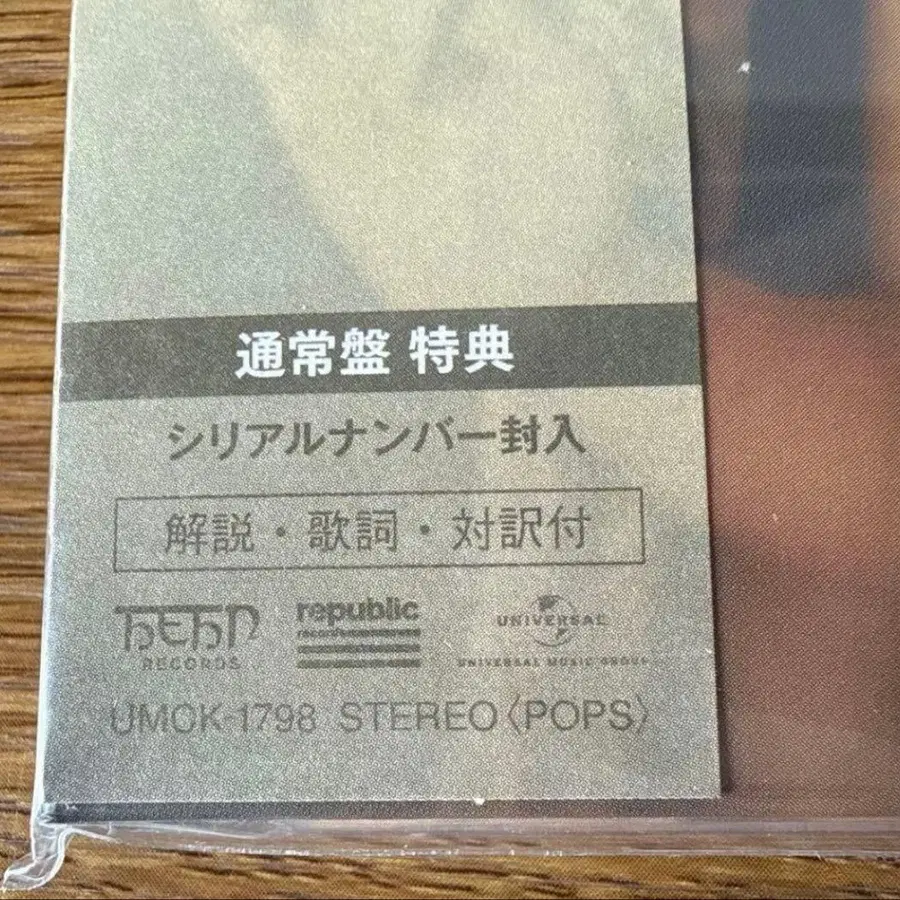 通常盤 特典
シリアルナンバー封入
解説・歌詞・対訳付
RECORDS
republic
records
UNIVERSAL
UNIVERSAL MUSIC GROUP
UMCK-1798 STEREO〈POPS〉